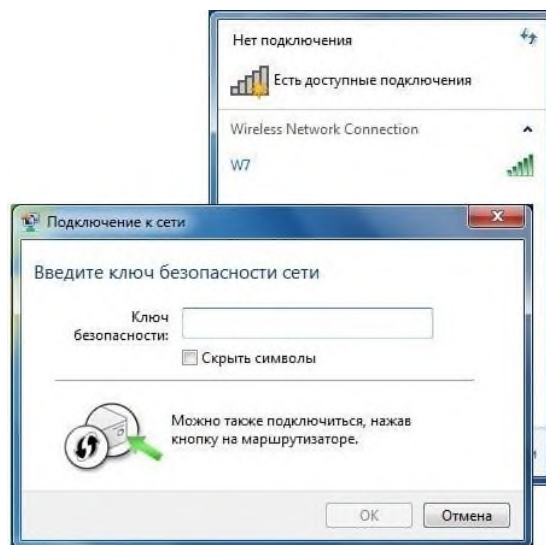 Нет подключения
Есть доступные подключения
Wireless Network Connection
W7
Подключение к сети
Введите ключ безопасности сети
Ключ
безопасности:
Скрыть символы
Можно также подключиться, нажав
кнопку на маршрутизаторе.
ОК
Отмена